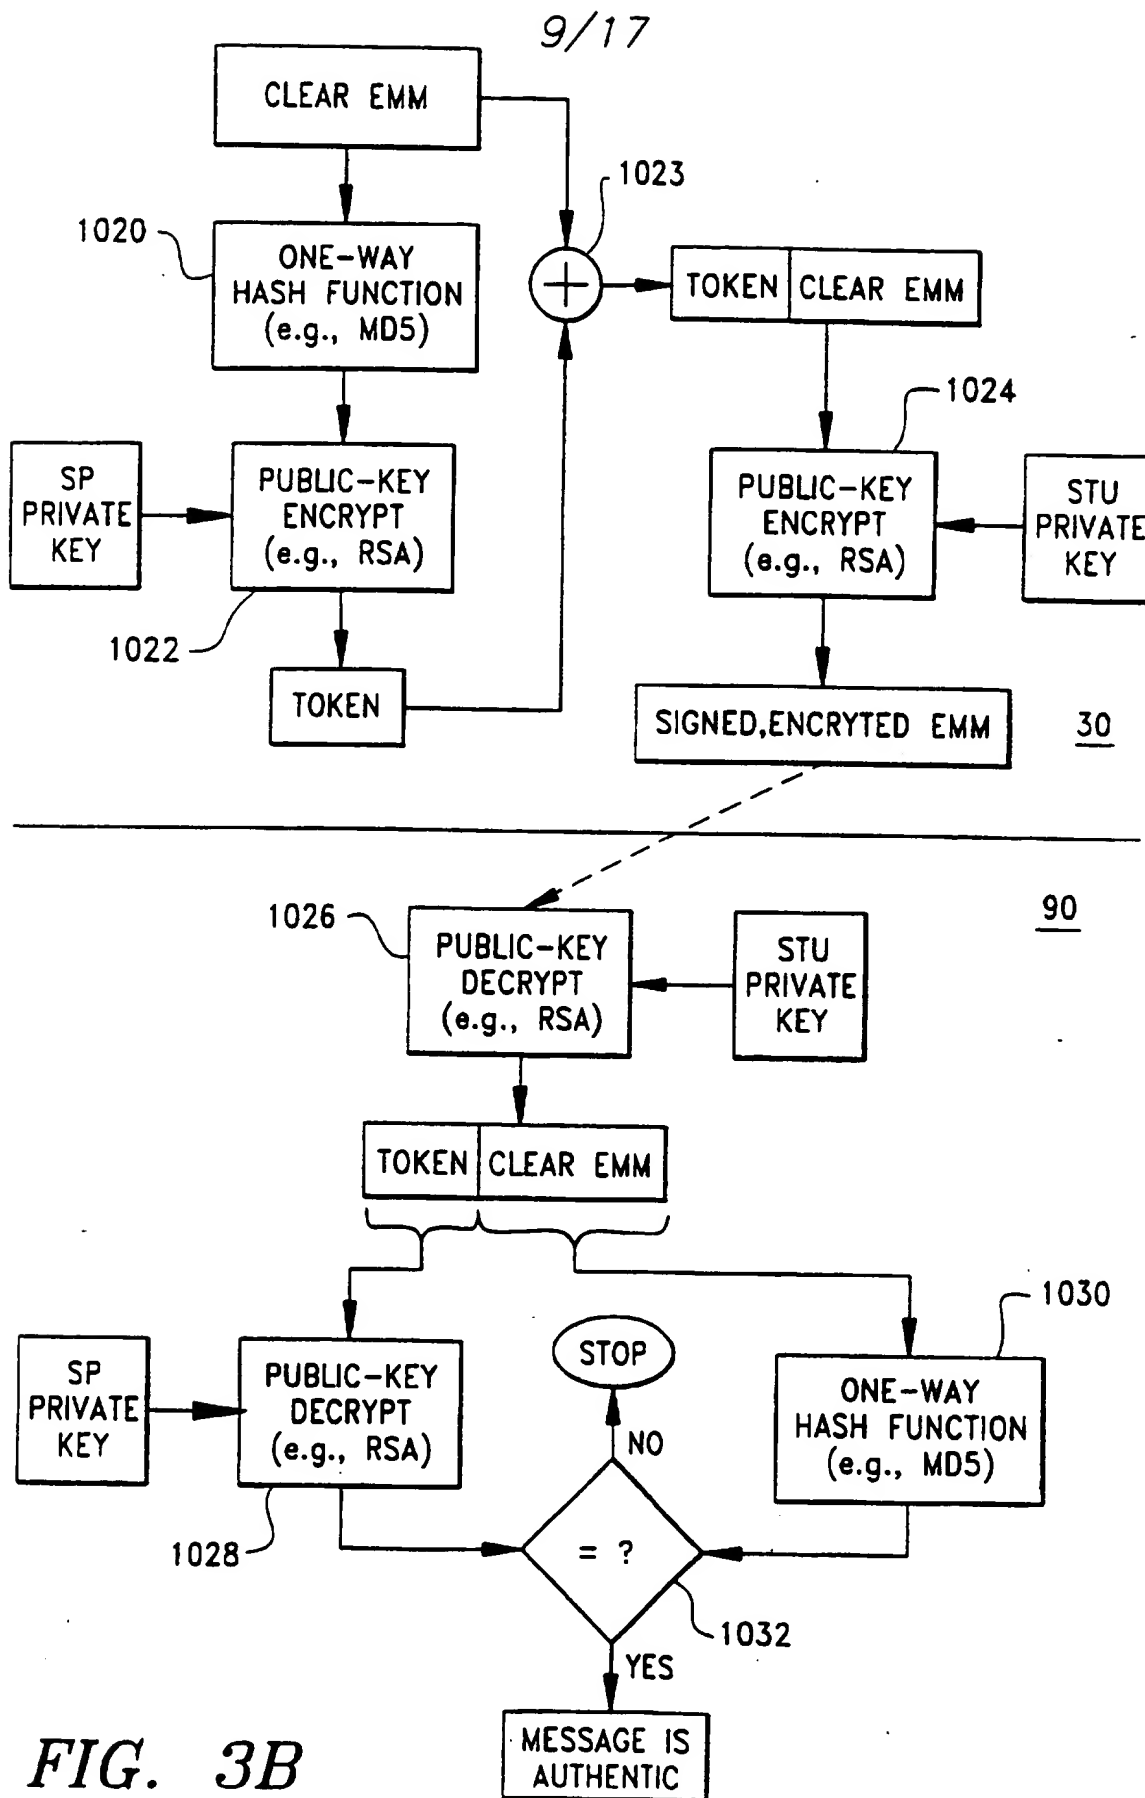 9/17
CLEAR EMM
1023
1020
ONE-WAY
HASH FUNCTION
(e.g., MD5)
TOKEN
CLEAR EMM
1024
SP
PRIVATE
KEY
PUBLIC-KEY
ENCRYPT
(e.g., RSA)
PUBLIC-KEY
ENCRYPT
(e.g., RSA)
STU
PRIVATE
KEY
1022
TOKEN
SIGNED,ENCRYTED EMM
30
90
1026
PUBLIC-KEY
DECRYPT
(e.g., RSA)
STU
PRIVATE
KEY
TOKEN
CLEAR EMM
1030
SP
PRIVATE
KEY
PUBLIC-KEY
DECRYPT
(e.g., RSA)
STOP
NO
ONE-WAY
HASH FUNCTION
(e.g., MD5)
1028
= ?
1032
YES
MESSAGE IS
AUTHENTIC
FIG. 3B